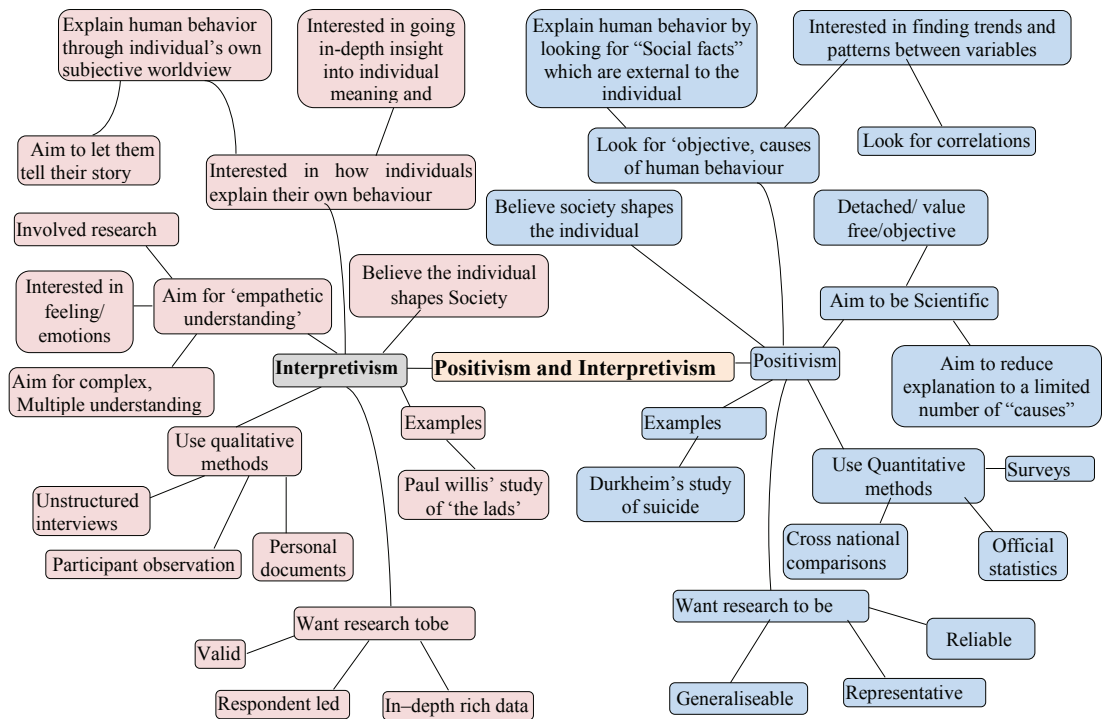 Explain human behavior
through individual's own
subjective worldview
Interested in going
in-depth insight
into individual
meaning and
Explain human behavior by
looking for “Social facts”
which are external to the
individual
Interested in finding trends and
patterns between variables
Aim to let them
tell their story
Interested in how individuals
explain their own behaviour
Look for ‘objective, causes
of human behaviour
Look for correlations
Believe society shapes
the individual
Detached/ value
free/objective
Involved research
Interested in
feeling/
emotions
Aim for ‘empathetic
understanding’
Believe the individual
shapes Society
Aim to be Scientific
Aim for complex,
Multiple understanding
Interpretivism
Positivism and Interpretivism
Positivism
Aim to reduce
explanation to a limited
number of “causes”
Use qualitative
methods
Examples
Examples
Use Quantitative
methods
Surveys
Unstructured
interviews
Paul willis’ study
of ‘the lads’
Durkheim’s study
of suicide
Participant observation
Personal
documents
Cross national
comparisons
Official
statistics
Want research tobe
Want research to be
Valid
Reliable
Respondent led
In–depth rich data
Generaliseable
Representative